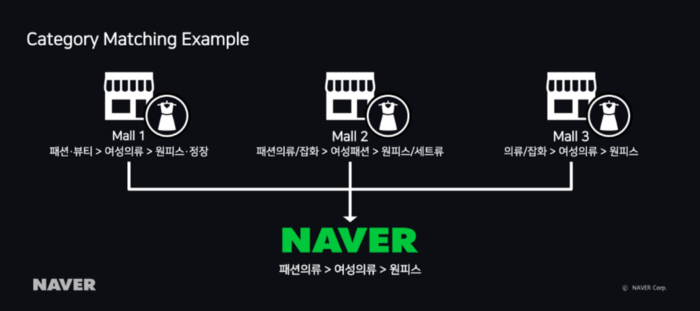 Category Matching Example
Mall 1
패션·뷰티 > 여성의류 > 원피스·정장
Mall 2
패션의류/잡화 > 여성패션 > 원피스/세트류
Mall 3
의류/잡화 > 여성의류 > 원피스
NAVER
패션의류 > 여성의류 > 원피스
NAVER
ⓒ NAVER Corp.